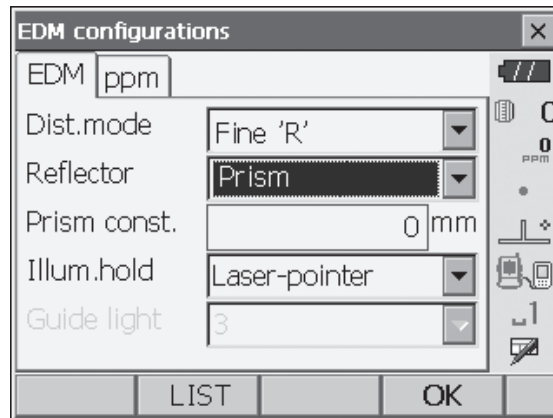 EDM configurations
EDM ppm
Dist.mode Fine 'R'
0
Reflector Prism
0
PPM
Prism const. 0 mm
Illum.hold Laser-pointer
Guide light 3
1
LIST OK